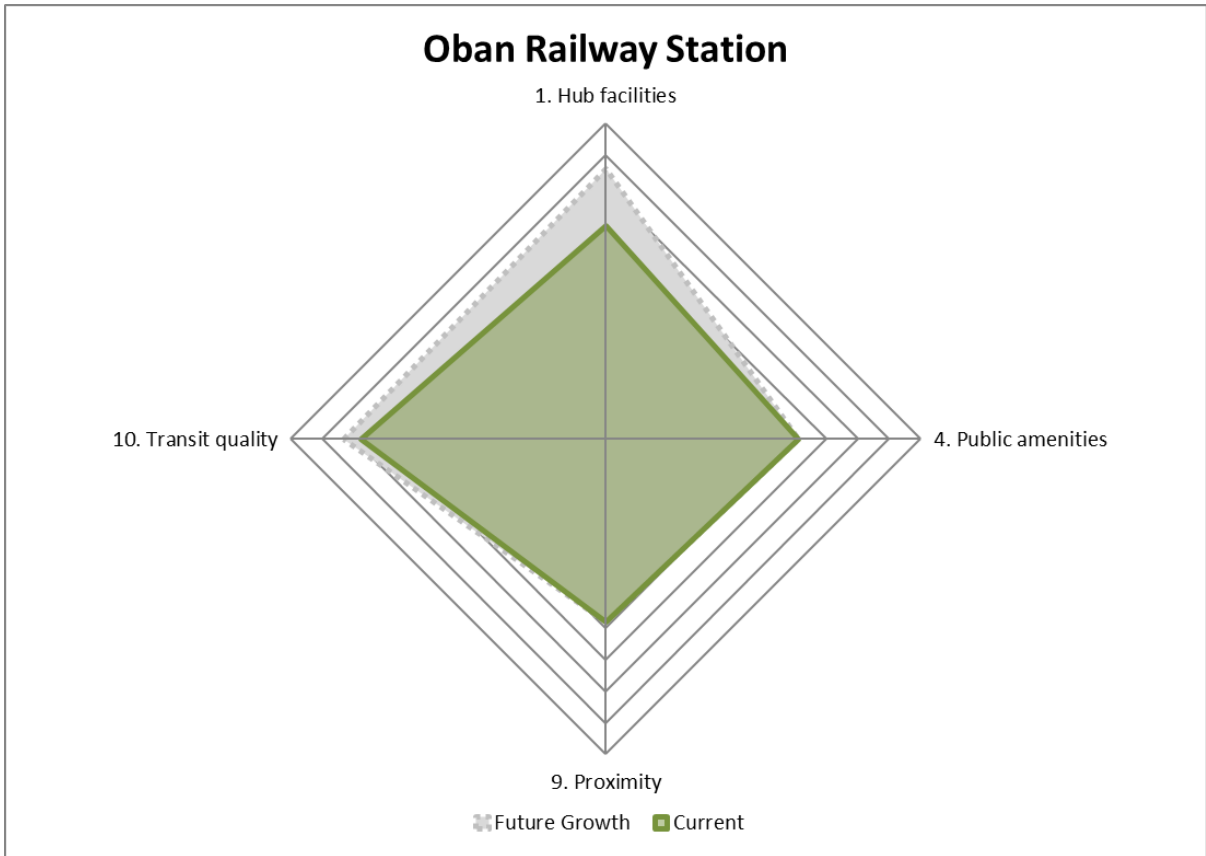 Oban Railway Station
1. Hub facilities
10. Transit quality
4. Public amenities
9. Proximity
Future Growth Current